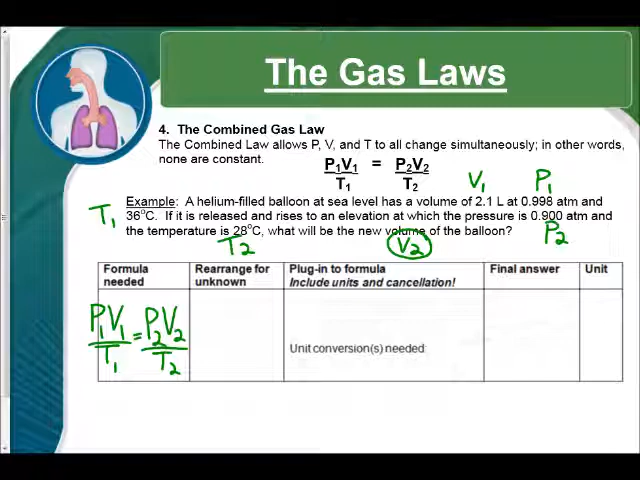 The Gas Laws
4. The Combined Gas Law
The Combined Law allows P, V, and T to all change simultaneously; in other words,
none are constant.
P1V1 = P2V2
T1 T2
V1 P1
Example: A helium-filled balloon at sea level has a volume of 2.1 L at 0.998 atm and
T1
36°C. If it is released and rises to an elevation at which the pressure is 0.900 atm and
the temperature is 28°C, what will be the new volume of the balloon?
T2 V2 P2
Formula needed
Rearrange for unknown
Plug-in to formula
Include units and cancellation!
Final answer
Unit
P1V1 = P2V2
T1 T2
Unit conversion(s) needed: